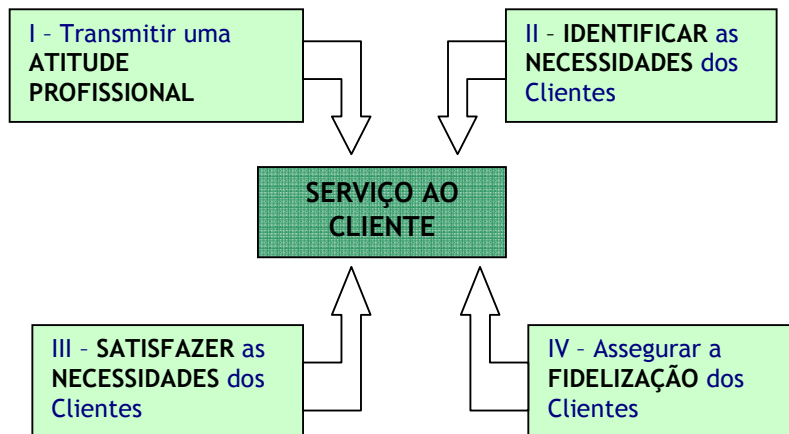 I – Transmitir uma
ATITUDE
PROFISSIONAL
II – IDENTIFICAR as
NECESSIDADES dos
Clientes
SERVIÇO AO
CLIENTE
III – SATISFAZER as
NECESSIDADES dos
Clientes
IV – Assegurar a
FIDELIZAÇÃO dos
Clientes